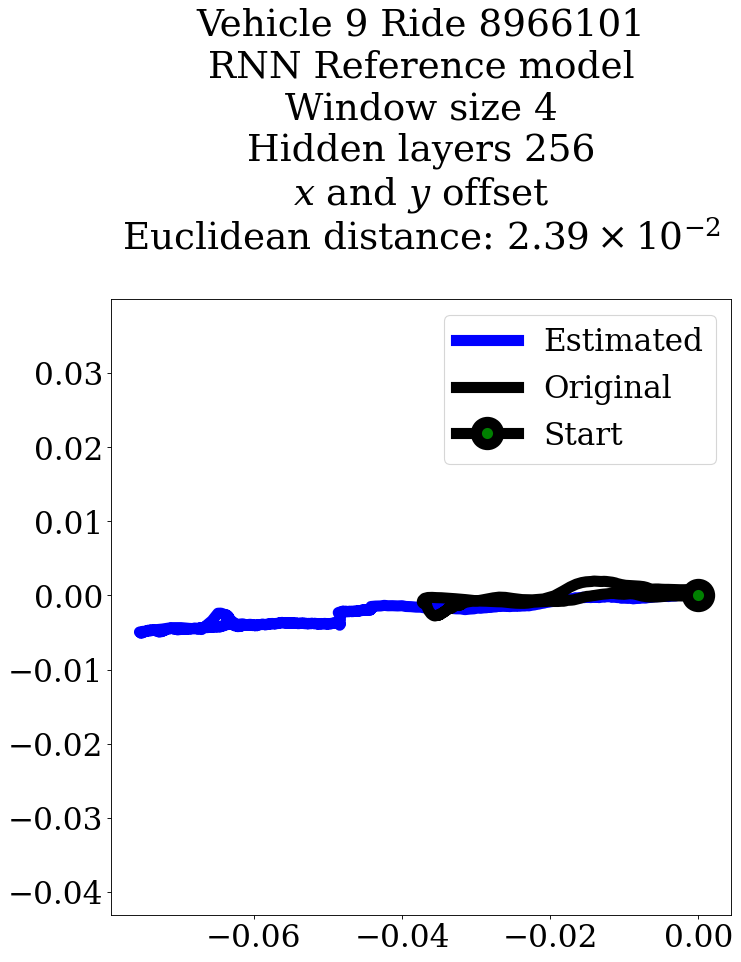 Vehicle 9 Ride 8966101
RNN Reference model
Window size 4
Hidden layers 256
x and y offset
Euclidean distance: 2.39 × 10⁻²
Estimated
Original
Start
0.03
0.02
0.01
0.00
−0.01
−0.02
−0.03
−0.04
−0.06 −0.04 −0.02 0.00